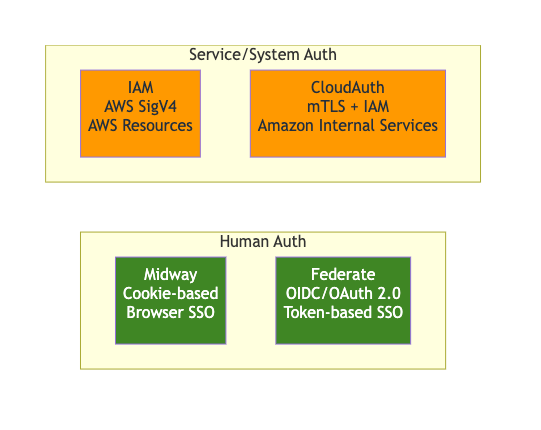 Service/System Auth
IAM
AWS SigV4
AWS Resources
CloudAuth
mTLS + IAM
Amazon Internal Services
Human Auth
Midway
Cookie-based
Browser SSO
Federate
OIDC/OAuth 2.0
Token-based SSO